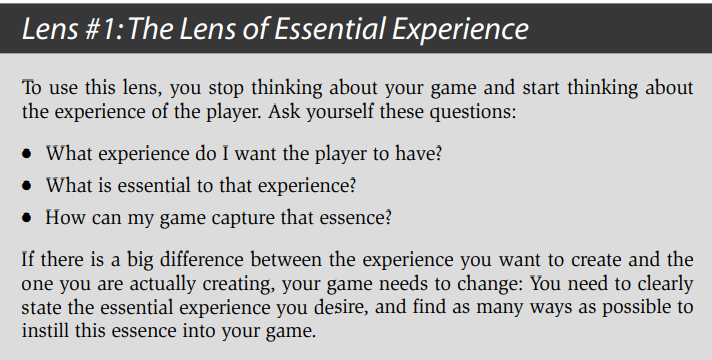 Lens #1: The Lens of Essential Experience
To use this lens, you stop thinking about your game and start thinking about
the experience of the player. Ask yourself these questions:
● What experience do I want the player to have?
● What is essential to that experience?
● How can my game capture that essence?
If there is a big difference between the experience you want to create and the
one you are actually creating, your game needs to change: You need to clearly
state the essential experience you desire, and find as many ways as possible to
instill this essence into your game.